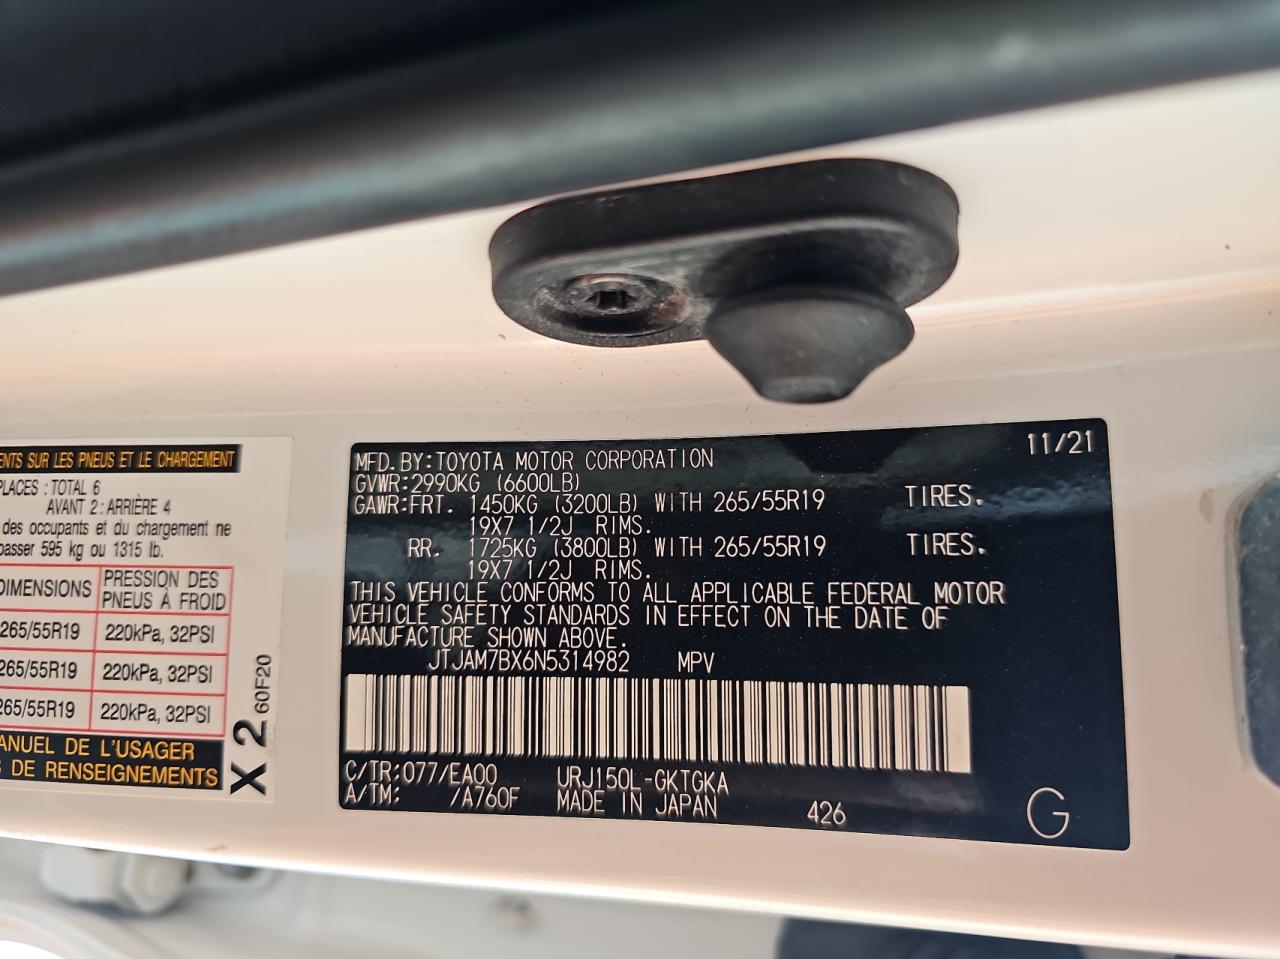 ENTS SUR LES PNEUS ET LE CHARGEMENT
PLACES : TOTAL 6
AVANT 2 : ARRIÈRE 4
des occupants et du chargement ne
passer 595 kg ou 1315 lb.
DIMENSIONS PRESSION DES PNEUS À FROID
265/55R19 220kPa, 32PSI
265/55R19 220kPa, 32PSI
265/55R19 220kPa, 32PSI
ANUEL DE L'USAGER
DE RENSEIGNEMENTS
X 2 60F20
11/21
MFD. BY: TOYOTA MOTOR CORPORATION
GVWR: 2990KG (6600LB)
GAWR: FRT. 1450KG (3200LB) WITH 265/55R19 TIRES.
19X7 1/2J RIMS.
RR. 1725KG (3800LB) WITH 265/55R19 TIRES.
19X7 1/2J RIMS.
THIS VEHICLE CONFORMS TO ALL APPLICABLE FEDERAL MOTOR
VEHICLE SAFETY STANDARDS IN EFFECT ON THE DATE OF
MANUFACTURE SHOWN ABOVE.
JTJAM7BX6N5314982 MPV
C/TR: 077/EA00 URJ150L-GKTGKA
A/TM: /A760F MADE IN JAPAN 426
G